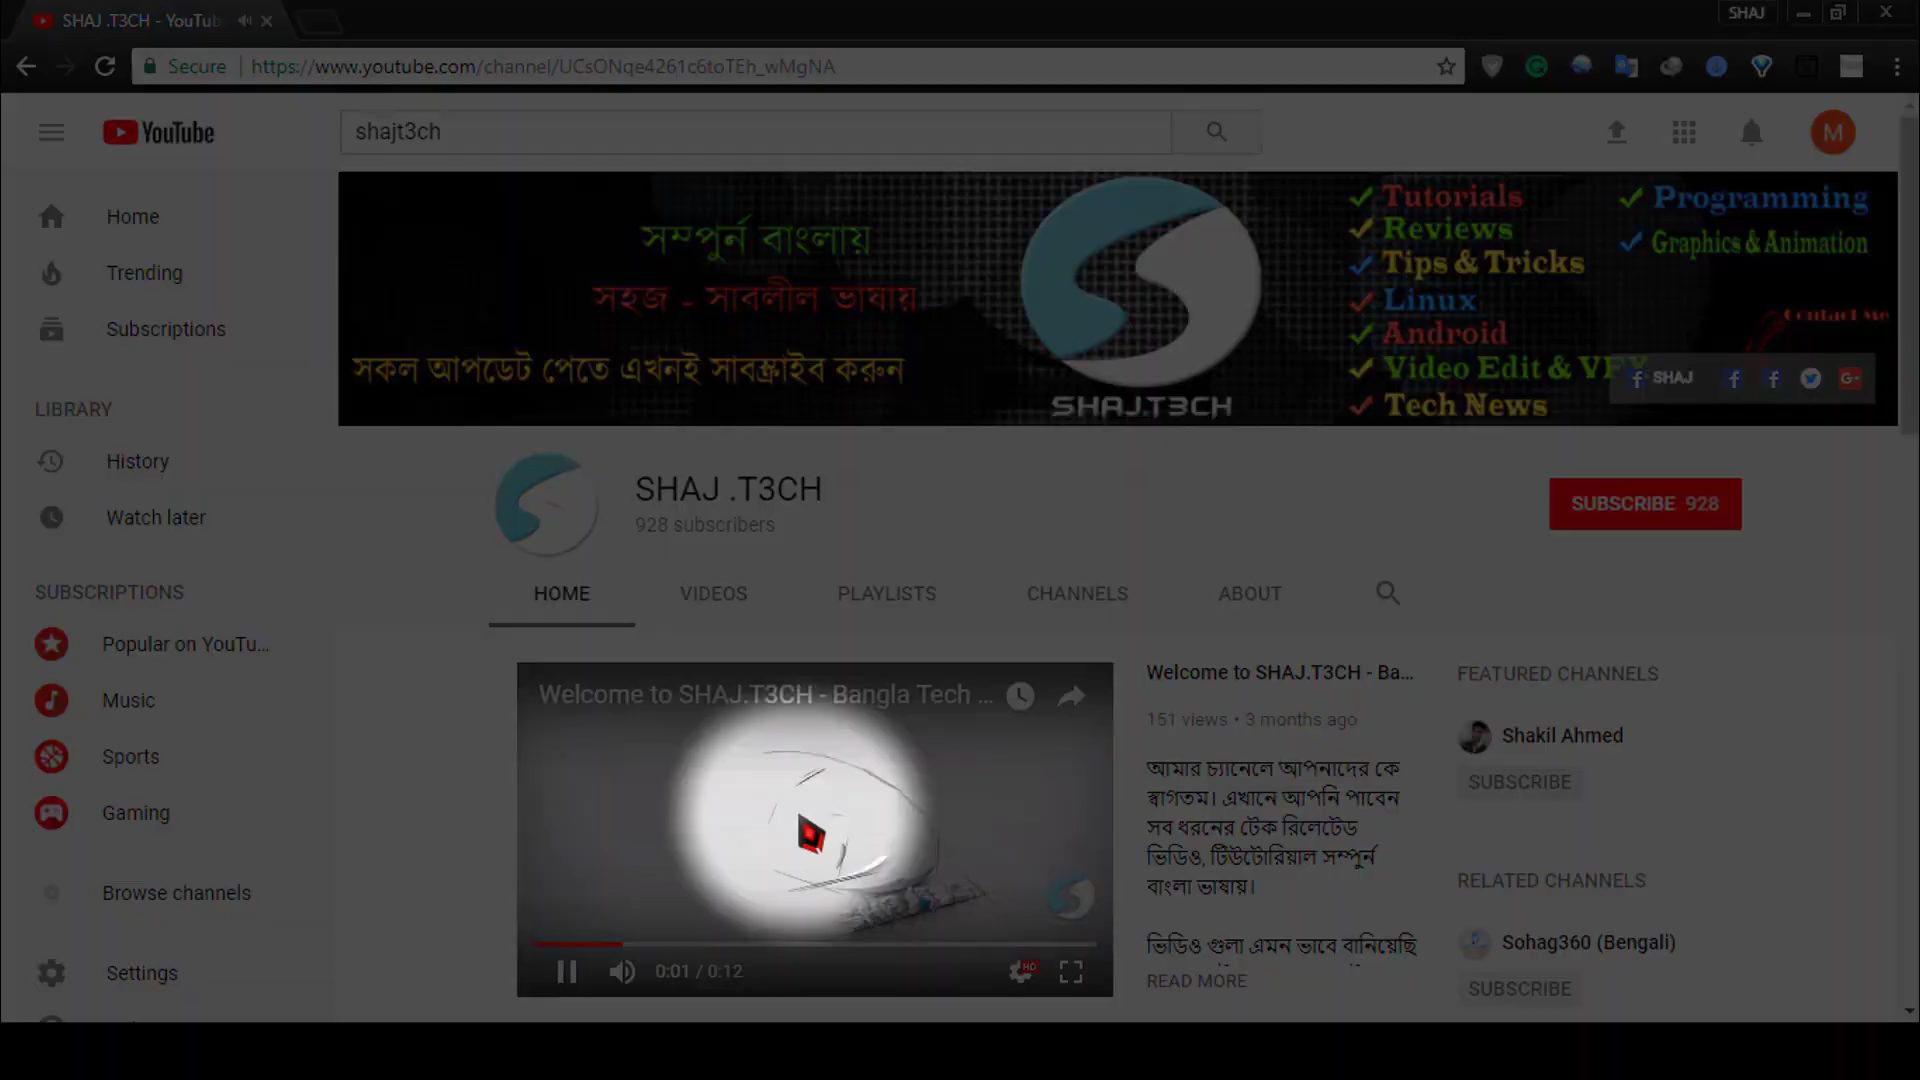 SHAJ .T3CH - YouTub
SHAJ
Secure
https://www.youtube.com/channel/UCsONqe4261c6toTEh_wMgNA
YouTube
shajt3ch
M
Home
Trending
Subscriptions
LIBRARY
History
Watch later
SUBSCRIPTIONS
Popular on YouTu...
Music
Sports
Gaming
Browse channels
Settings
সম্পুর্ন বাংলায়
সহজ - সাবলীল ভাষায়
সকল আপডেট পেতে এখনই সাবস্ক্রাইব করুন
SHAJ.T3CH
Tutorials
Reviews
Tips & Tricks
Linux
Android
Video Edit & VFX
Tech News
Programming
Graphics & Animation
Contact Me
SHAJ
G+
SHAJ .T3CH
928 subscribers
SUBSCRIBE 928
HOME
VIDEOS
PLAYLISTS
CHANNELS
ABOUT
Welcome to SHAJ.T3CH - Bangla Tech ...
0:01 / 0:12
HD
Welcome to SHAJ.T3CH - Ba...
151 views • 3 months ago
আমার চ্যানেলে আপনাদের কে
স্বাগতম। এখানে আপনি পাবেন
সব ধরনের টেক রিলেটেড
ভিডিও, টিউটোরিয়াল সম্পুর্ন
বাংলা ভাষায়।
ভিডিও গুলা এমন ভাবে বানিয়েছি
READ MORE
FEATURED CHANNELS
Shakil Ahmed
SUBSCRIBE
RELATED CHANNELS
Sohag360 (Bengali)
SUBSCRIBE